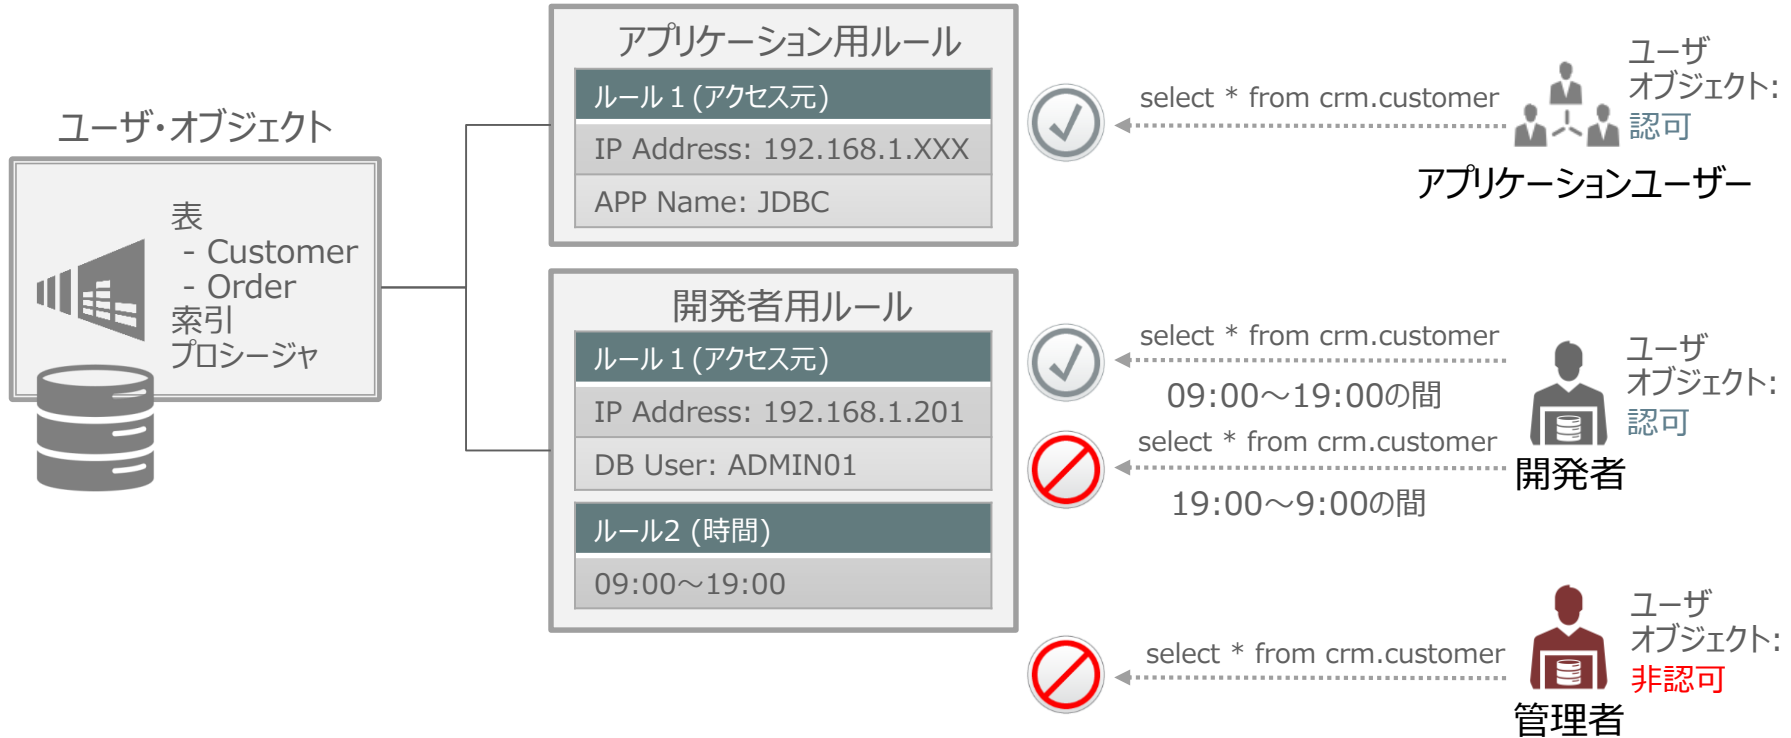 ユーザ・オブジェクト
表
- Customer
- Order
索引
プロシージャ
アプリケーション用ルール
ルール１(アクセス元)
IP Address: 192.168.1.XXX
APP Name: JDBC
開発者用ルール
ルール１(アクセス元)
IP Address: 192.168.1.201
DB User: ADMIN01
ルール2 (時間)
09:00～19:00
select * from crm.customer
ユーザ
オブジェクト:
認可
アプリケーションユーザー
select * from crm.customer
09:00～19:00の間
select * from crm.customer
19:00～9:00の間
ユーザ
オブジェクト:
認可
開発者
select * from crm.customer
ユーザ
オブジェクト:
非認可
管理者